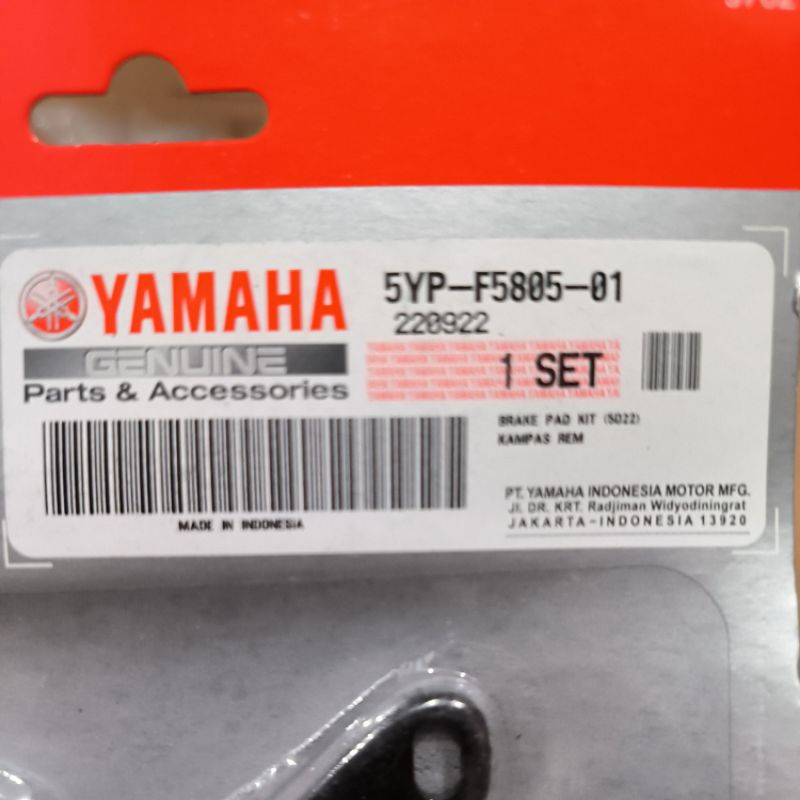 YAMAHA
GENUINE
Parts & Accessories
5YP-F5805-01
220922
1 SET
BRAKE PAD KIT (5D22)
KAMPAS REM
MADE IN INDONESIA
PT. YAMAHA INDONESIA MOTOR MFG.
Jl. DR. KRT. Radjiman Widyodiningrat
JAKARTA-INDONESIA 13920